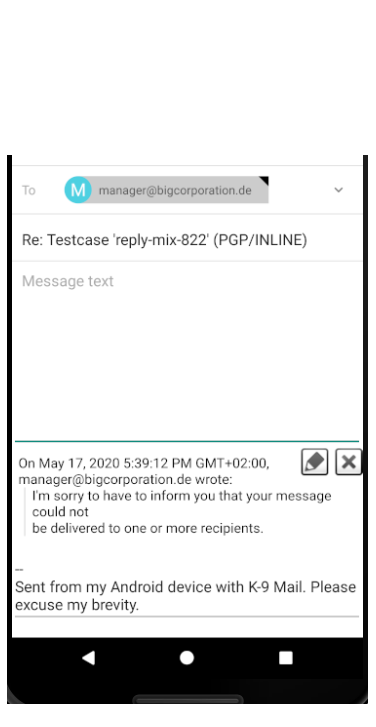 To M manager@bigcorporation.de
Re: Testcase 'reply-mix-822' (PGP/INLINE)
Message text
On May 17, 2020 5:39:12 PM GMT+02:00,
manager@bigcorporation.de wrote:
I'm sorry to have to inform you that your message
could not
be delivered to one or more recipients.
--
Sent from my Android device with K-9 Mail. Please
excuse my brevity.